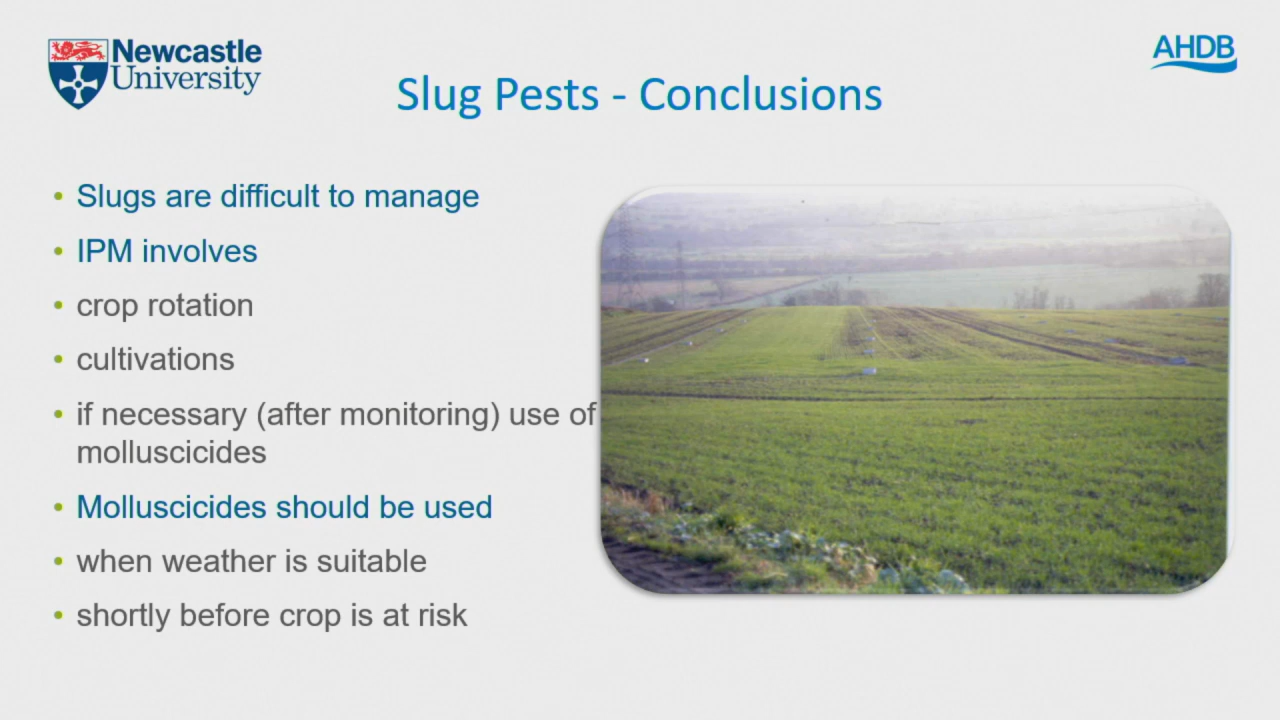 Newcastle
University
AHDB
Slug Pests - Conclusions
• Slugs are difficult to manage
• IPM involves
• crop rotation
• cultivations
• if necessary (after monitoring) use of
molluscicides
• Molluscicides should be used
• when weather is suitable
• shortly before crop is at risk